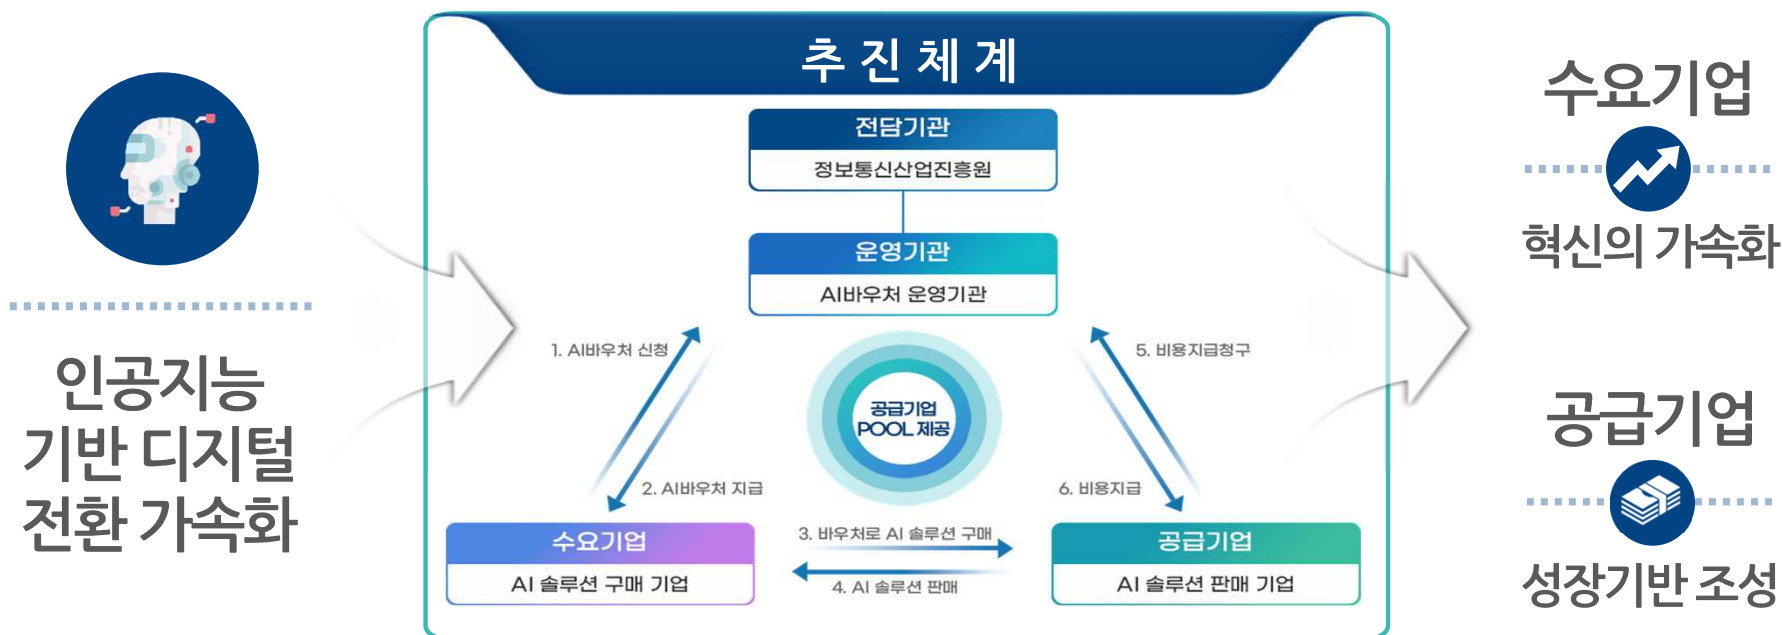 인공지능
기반 디지털
전환 가속화
추진체계
전담기관
정보통신산업진흥원
운영기관
AI바우처 운영기관
1. AI바우처 신청
5. 비용지급청구
공급기업
POOL 제공
2. AI바우처 지급
6. 비용지급
수요기업
AI 솔루션 구매 기업
3. 바우처로 AI 솔루션 구매
4. AI 솔루션 판매
공급기업
AI 솔루션 판매 기업
수요기업
혁신의 가속화
공급기업
성장기반 조성